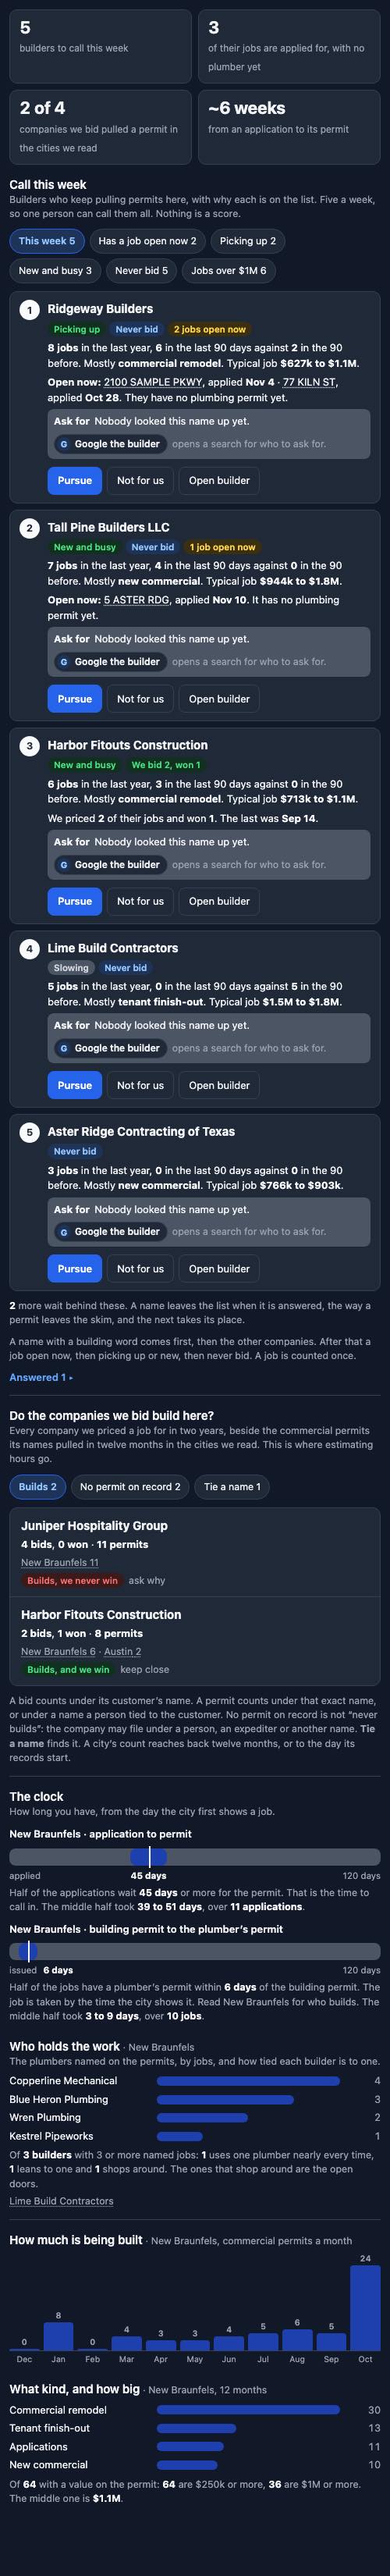 5
builders to call this week
3
of their jobs are applied for, with no
plumber yet
2 of 4
companies we bid pulled a permit in
the cities we read
~6 weeks
from an application to its permit
Call this week
Builders who keep pulling permits here, with why each is on the list. Five a week,
so one person can call them all. Nothing is a score.
This week 5
Has a job open now 2
Picking up 2
New and busy 3
Never bid 5
Jobs over $1M 6
1
Ridgeway Builders
Picking up
Never bid
2 jobs open now
8 jobs in the last year, 6 in the last 90 days against 2 in the 90
before. Mostly commercial remodel. Typical job $627k to $1.1M.
Open now: 2100 SAMPLE PKWY, applied Nov 4 · 77 KILN ST,
applied Oct 28. They have no plumbing permit yet.
Ask for Nobody looked this name up yet.
G Google the builder opens a search for who to ask for.
Pursue
Not for us
Open builder
2
Tall Pine Builders LLC
New and busy
Never bid
1 job open now
7 jobs in the last year, 4 in the last 90 days against 0 in the 90
before. Mostly new commercial. Typical job $944k to $1.8M.
Open now: 5 ASTER RDG, applied Nov 10. It has no plumbing
permit yet.
Ask for Nobody looked this name up yet.
G Google the builder opens a search for who to ask for.
Pursue
Not for us
Open builder
3
Harbor Fitouts Construction
New and busy
We bid 2, won 1
6 jobs in the last year, 3 in the last 90 days against 0 in the 90
before. Mostly commercial remodel. Typical job $713k to $1.1M.
We priced 2 of their jobs and won 1. The last was Sep 14.
Ask for Nobody looked this name up yet.
G Google the builder opens a search for who to ask for.
Pursue
Not for us
Open builder
4
Lime Build Contractors
Slowing
Never bid
5 jobs in the last year, 0 in the last 90 days against 5 in the 90
before. Mostly tenant finish-out. Typical job $1.5M to $1.8M.
Ask for Nobody looked this name up yet.
G Google the builder opens a search for who to ask for.
Pursue
Not for us
Open builder
5
Aster Ridge Contracting of Texas
Never bid
3 jobs in the last year, 0 in the last 90 days against 0 in the 90
before. Mostly new commercial. Typical job $766k to $903k.
Ask for Nobody looked this name up yet.
G Google the builder opens a search for who to ask for.
Pursue
Not for us
Open builder
2 more wait behind these. A name leaves the list when it is answered, the way a
permit leaves the skim, and the next takes its place.
A name with a building word comes first, then the other companies. After that a
job open now, then picking up or new, then never bid. A job is counted once.
Answered 1 ▸
Do the companies we bid build here?
Every company we priced a job for in two years, beside the commercial permits
its names pulled in twelve months in the cities we read. This is where estimating
hours go.
Builds 2
No permit on record 2
Tie a name 1
Juniper Hospitality Group
4 bids, 0 won · 11 permits
New Braunfels 11
Builds, we never win ask why
Harbor Fitouts Construction
2 bids, 1 won · 8 permits
New Braunfels 6 · Austin 2
Builds, and we win keep close
A bid counts under its customer's name. A permit counts under that exact name,
or under a name a person tied to the customer. No permit on record is not “never
builds”: the company may file under a person, an expediter or another name. Tie
a name finds it. A city's count reaches back twelve months, or to the day its
records start.
The clock
How long you have, from the day the city first shows a job.
New Braunfels · application to permit
applied
45 days
120 days
Half of the applications wait 45 days or more for the permit. That is the time to
call in. The middle half took 39 to 51 days, over 11 applications.
New Braunfels · building permit to the plumber's permit
issued
6 days
120 days
Half of the jobs have a plumber's permit within 6 days of the building permit. The
job is taken by the time the city shows it. Read New Braunfels for who builds. The
middle half took 3 to 9 days, over 10 jobs.
Who holds the work · New Braunfels
The plumbers named on the permits, by jobs, and how tied each builder is to one.
Copperline Mechanical 4
Blue Heron Plumbing 3
Wren Plumbing 2
Kestrel Pipeworks 1
Of 3 builders with 3 or more named jobs: 1 uses one plumber nearly every time,
1 leans to one and 1 shops around. The ones that shop around are the open
doors.
Lime Build Contractors
How much is being built · New Braunfels, commercial permits a month
0 8 0 4 3 3 4 5 6 5 24
Dec Jan Feb Mar Apr May Jun Jul Aug Sep Oct
What kind, and how big · New Braunfels, 12 months
Commercial remodel 30
Tenant finish-out 13
Applications 11
New commercial 10
Of 64 with a value on the permit: 64 are $250k or more, 36 are $1M or more.
The middle one is $1.1M.